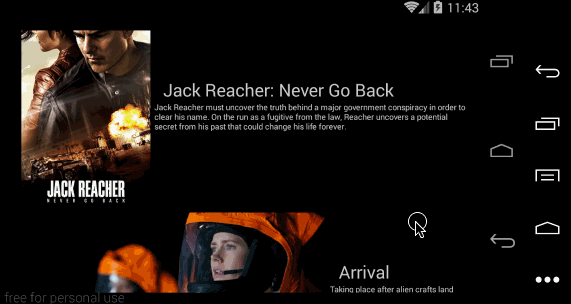 11:43
Jack Reacher: Never Go Back
Jack Reacher must uncover the truth behind a major government conspiracy in order to
clear his name. On the run as a fugitive from the law, Reacher uncovers a potential
secret from his past that could change his life forever.
JACK REACHER
NEVER GO BACK
Arrival
Taking place after alien crafts land
free for personal use